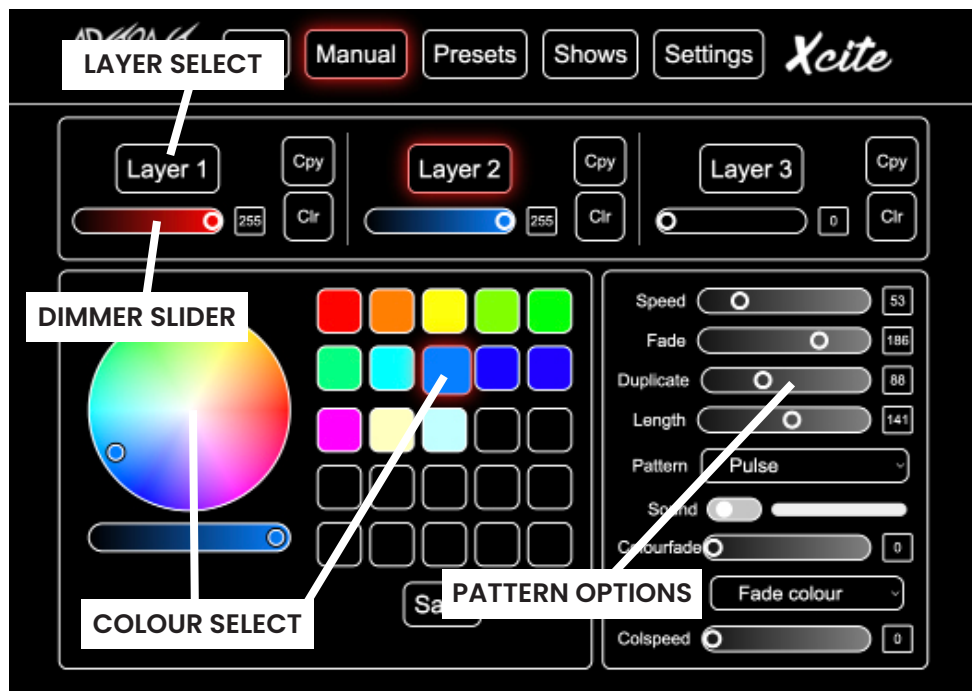 Manual Presets Shows Settings Xcite
LAYER SELECT
Layer 1 Cpy Layer 2 Cpy Layer 3 Cpy
255 Clr 255 Clr 0 Clr
DIMMER SLIDER
Speed 53
Fade 186
Duplicate 88
Length 141
Pattern Pulse
Sound
Colourfade 0
PATTERN OPTIONS
Fade colour
COLOUR SELECT
Colspeed 0